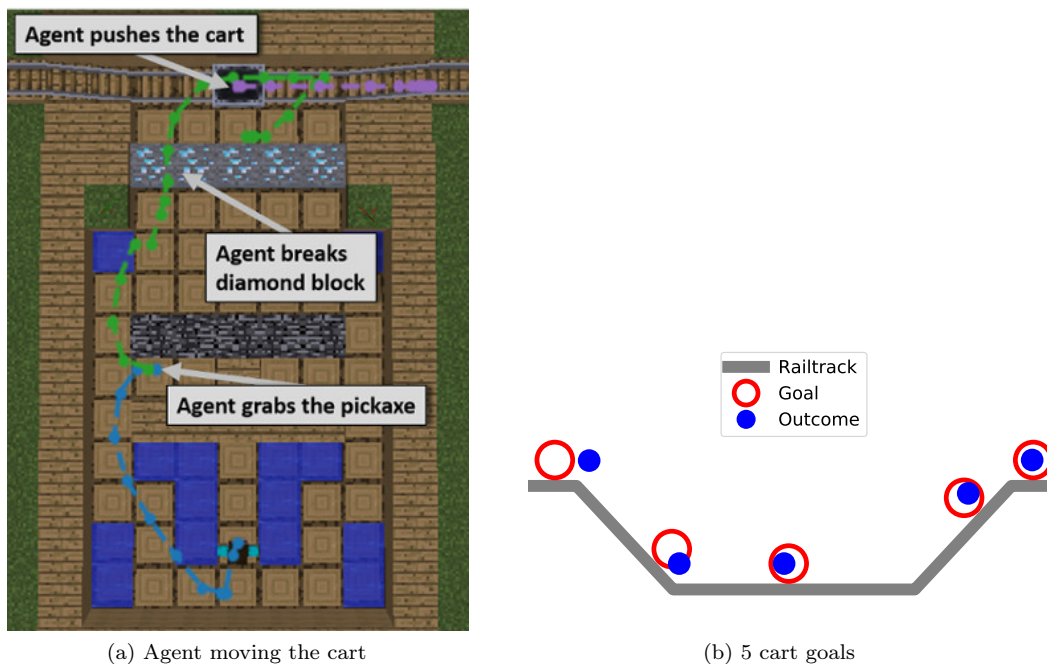 Agent pushes the cart
Agent breaks
diamond block
Agent grabs the pickaxe
(a) Agent moving the cart
Railtrack
Goal
Outcome
(b) 5 cart goals